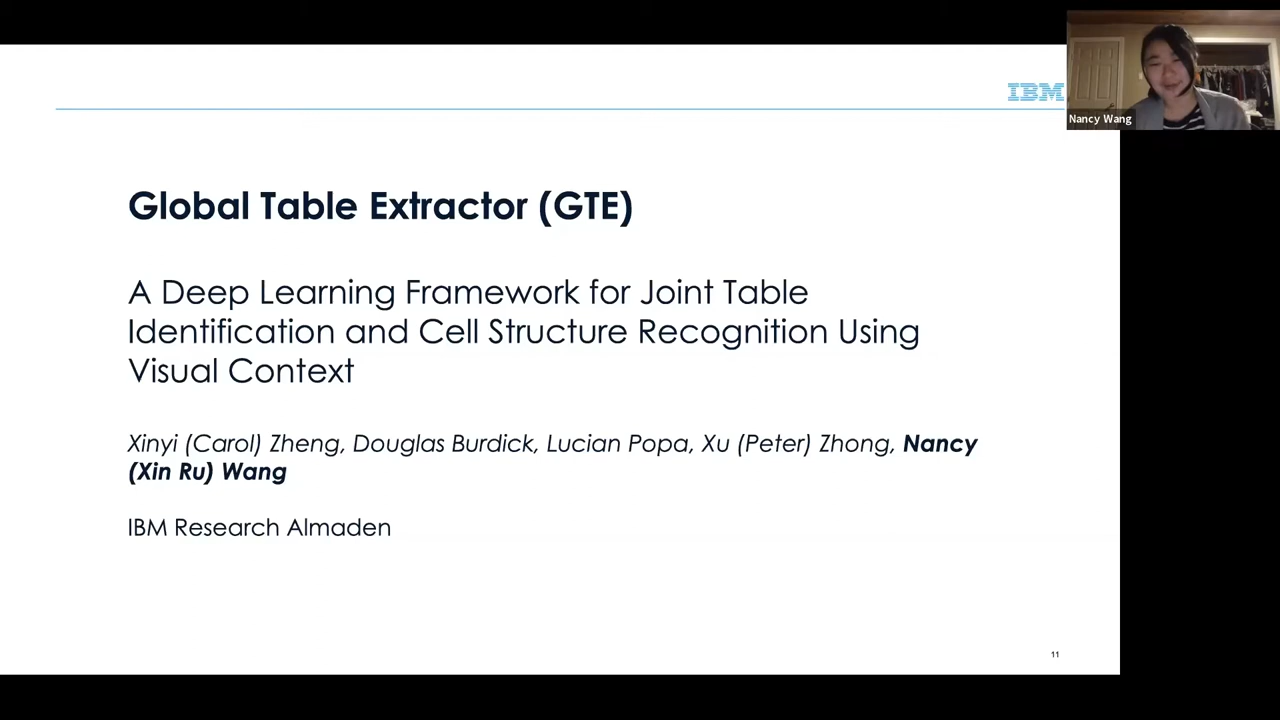 IBM
Nancy Wang
Global Table Extractor (GTE)
A Deep Learning Framework for Joint Table
Identification and Cell Structure Recognition Using
Visual Context
Xinyi (Carol) Zheng, Douglas Burdick, Lucian Popa, Xu (Peter) Zhong, Nancy
(Xin Ru) Wang
IBM Research Almaden
11